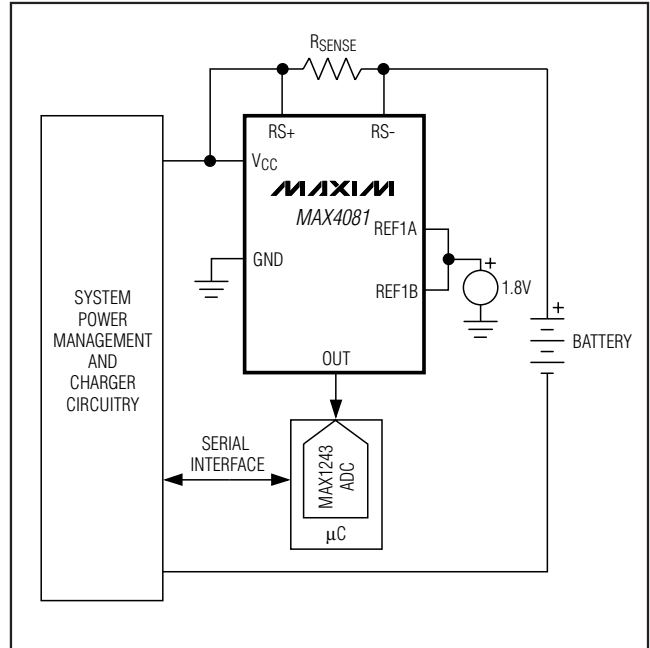 RSENSE
RS+
RS-
VCC
MAXIM
MAX4081
REF1A
GND
+
1.8V
REF1B
SYSTEM
POWER
MANAGEMENT
AND
CHARGER
CIRCUITRY
+
BATTERY
OUT
SERIAL
INTERFACE
MAX1243
ADC
μC